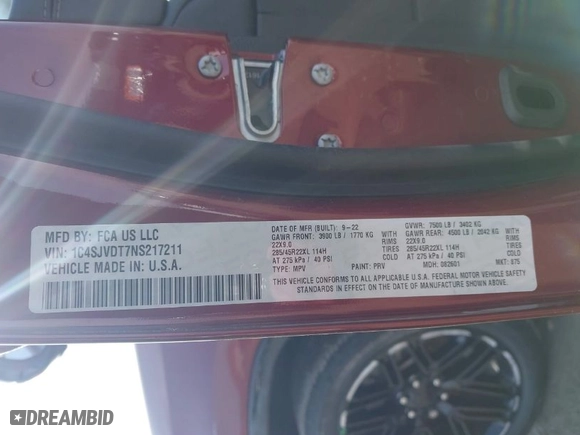 MFD BY: FCA US LLC
VIN: 1C4SJVDT7NS217211
VEHICLE MADE IN: U.S.A.
DATE OF MFR (BUILT): 9-22
GVWR: 7500 LB / 3402 KG
GAWR FRONT: 3900 LB / 1770 KG
GAWR REAR: 4500 LB / 2042 KG
22X9.0 RIMS 22X9.0 RIMS
285/45R22XL 114H TIRES 285/45R22XL 114H TIRES
AT 275 kPa / 40 PSI COLD AT 275 kPa / 40 PSI COLD
TYPE: MPV PAINT: PRV MDH: 082901 MKT: 875
THIS VEHICLE CONFORMS TO ALL APPLICABLE U.S.A. FEDERAL MOTOR VEHICLE SAFETY
STANDARDS IN EFFECT ON THE DATE OF MANUFACTURE SHOWN ABOVE.
DREAMBID